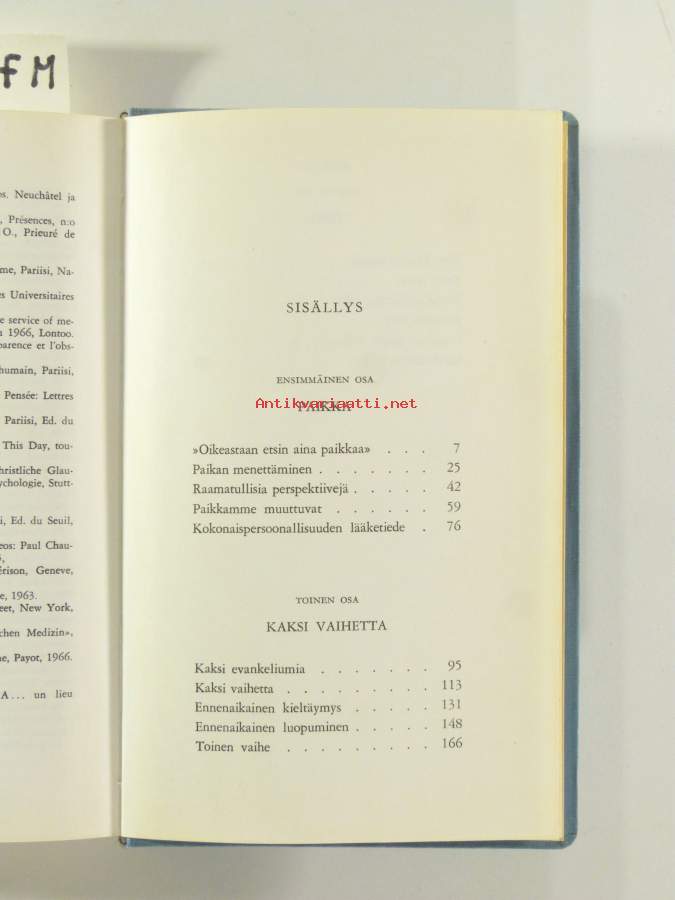 f M
os. Neuchâtel ja
, Présences, n:o
O., Prieuré de
me, Pariisi, Na-
es Universitaires
e service of me-
n 1966, Lontoo.
parence et l'obs-
humain, Pariisi,
Pensée: Lettres
Pariisi, Ed. du
This Day, tou-
hristliche Glau-
ychologie, Stutt-
i, Ed. du Seuil,
eos: Paul Chau-
érison, Geneve,
e, 1963.
eet, New York,
chen Medizin»,
ne, Payot, 1966.
A... un lieu
SISÄLLYS
ENSIMMÄINEN OSA
PAIKKA
Antikvariaatti.net
»Oikeastaan etsin aina paikkaa» . . . 7
Paikan menettäminen . . . . . . . 25
Raamatullisia perspektiivejä . . . . . 42
Paikkamme muuttuvat . . . . . . 59
Kokonaispersoonallisuuden lääketiede . 76
TOINEN OSA
KAKSI VAIHETTA
Kaksi evankeliumia . . . . . . . 95
Kaksi vaihetta . . . . . . . . . 113
Ennenaikainen kieltäymys . . . . . 131
Ennenaikainen luopuminen . . . . . 148
Toinen vaihe . . . . . . . . . 166